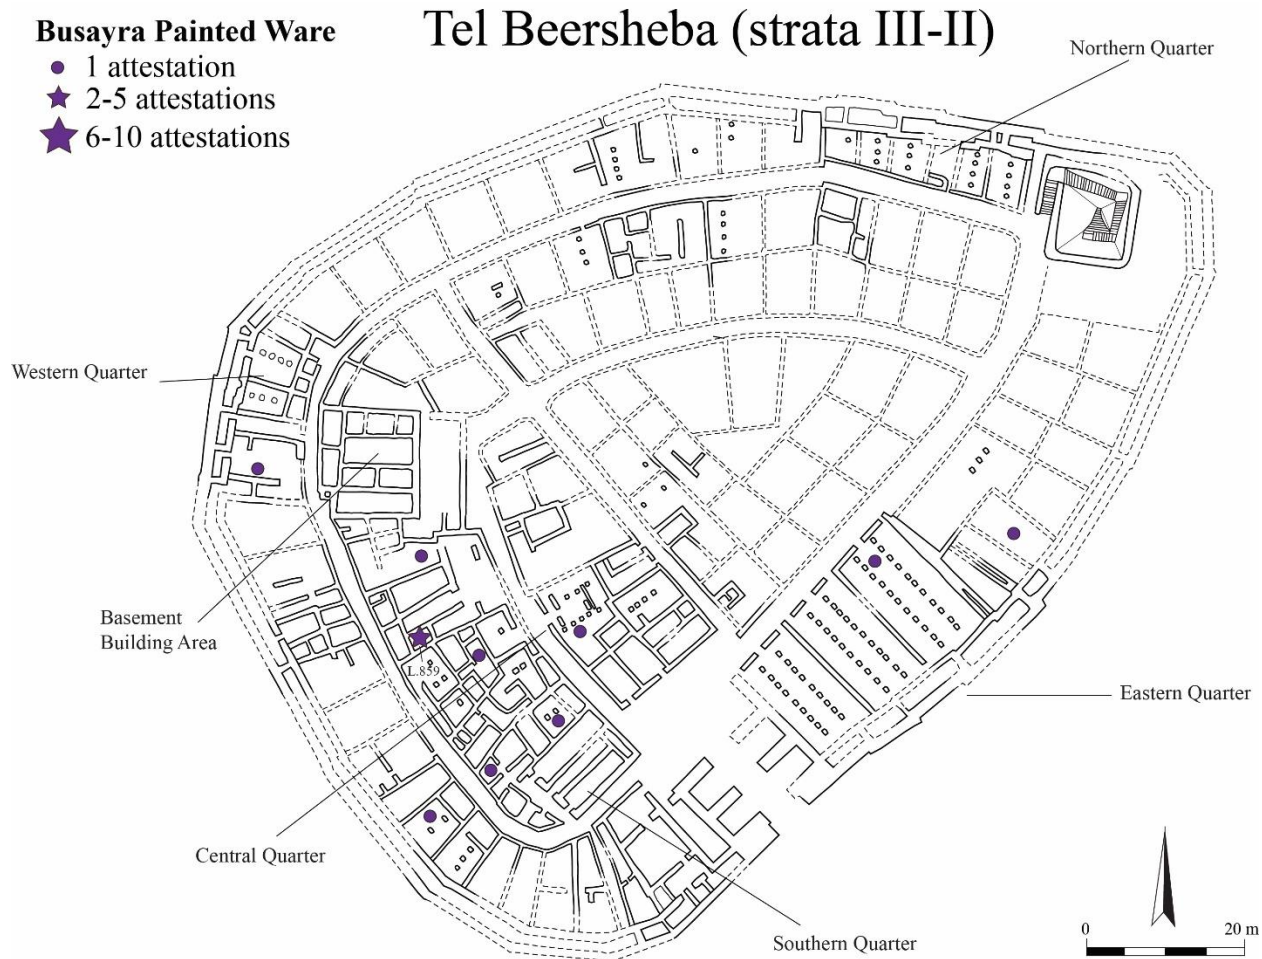 Tel Beersheba (strata III-II)
Busayra Painted Ware
1 attestation
2-5 attestations
6-10 attestations
Northern Quarter
Western Quarter
Basement
Building Area
L.859
Eastern Quarter
Central Quarter
Southern Quarter
0 20 m